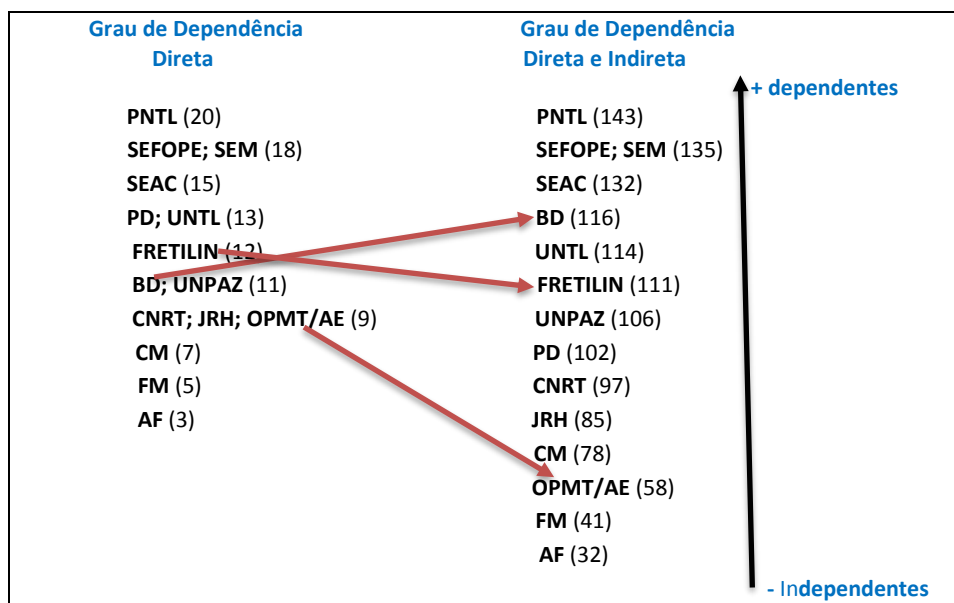 Grau de Dependência
Direta
PNTL (20)
SEFOPE; SEM (18)
SEAC (15)
PD; UNTL (13)
FRETILIN (12)
BD; UNPAZ (11)
CNRT; JRH; OPMT/AE (9)
CM (7)
FM (5)
AF (3)
Grau de Dependência
Direta e Indireta
PNTL (143)
SEFOPE; SEM (135)
SEAC (132)
BD (116)
UNTL (114)
FRETILIN (111)
UNPAZ (106)
PD (102)
CNRT (97)
JRH (85)
CM (78)
OPMT/AE (58)
FM (41)
AF (32)
+ dependentes
- Independentes